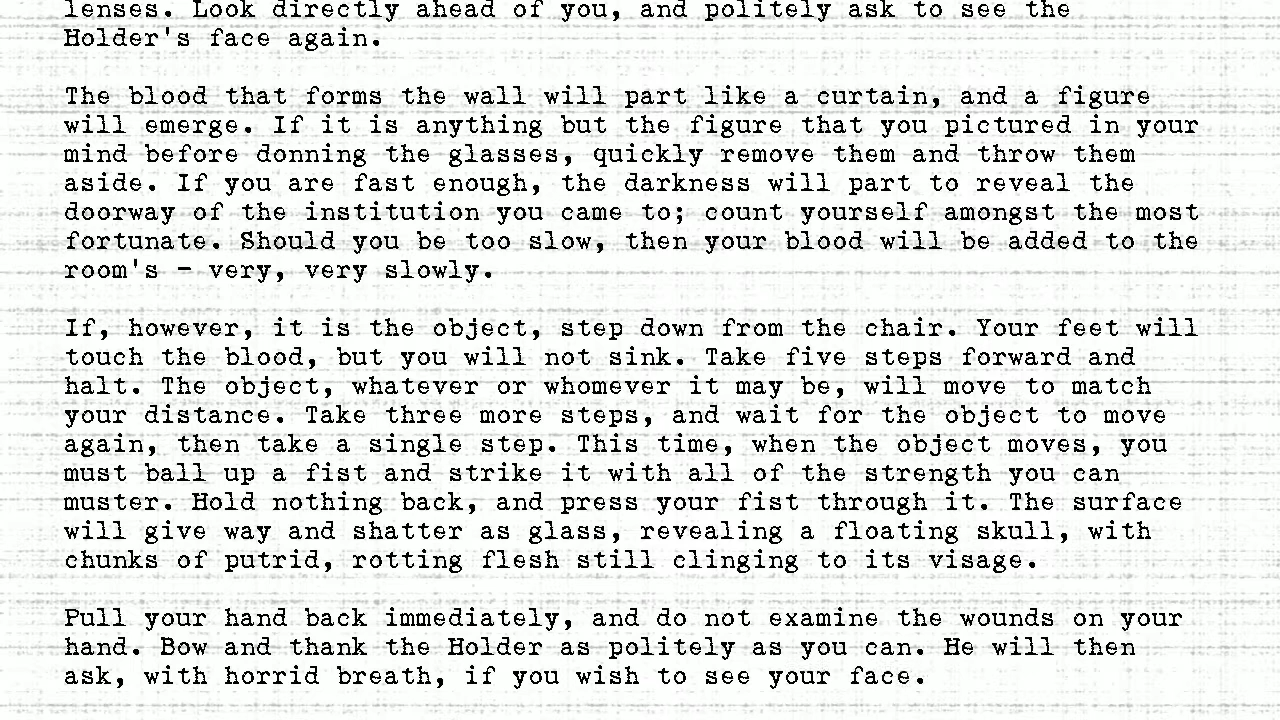 lenses. Look directly ahead of you, and politely ask to see the
Holder's face again.
The blood that forms the wall will part like a curtain, and a figure
will emerge. If it is anything but the figure that you pictured in your
mind before donning the glasses, quickly remove them and throw them
aside. If you are fast enough, the darkness will part to reveal the
doorway of the institution you came to; count yourself amongst the most
fortunate. Should you be too slow, then your blood will be added to the
room's - very, very slowly.
If, however, it is the object, step down from the chair. Your feet will
touch the blood, but you will not sink. Take five steps forward and
halt. The object, whatever or whomever it may be, will move to match
your distance. Take three more steps, and wait for the object to move
again, then take a single step. This time, when the object moves, you
must ball up a fist and strike it with all of the strength you can
muster. Hold nothing back, and press your fist through it. The surface
will give way and shatter as glass, revealing a floating skull, with
chunks of putrid, rotting flesh still clinging to its visage.
Pull your hand back immediately, and do not examine the wounds on your
hand. Bow and thank the Holder as politely as you can. He will then
ask, with horrid breath, if you wish to see your face.